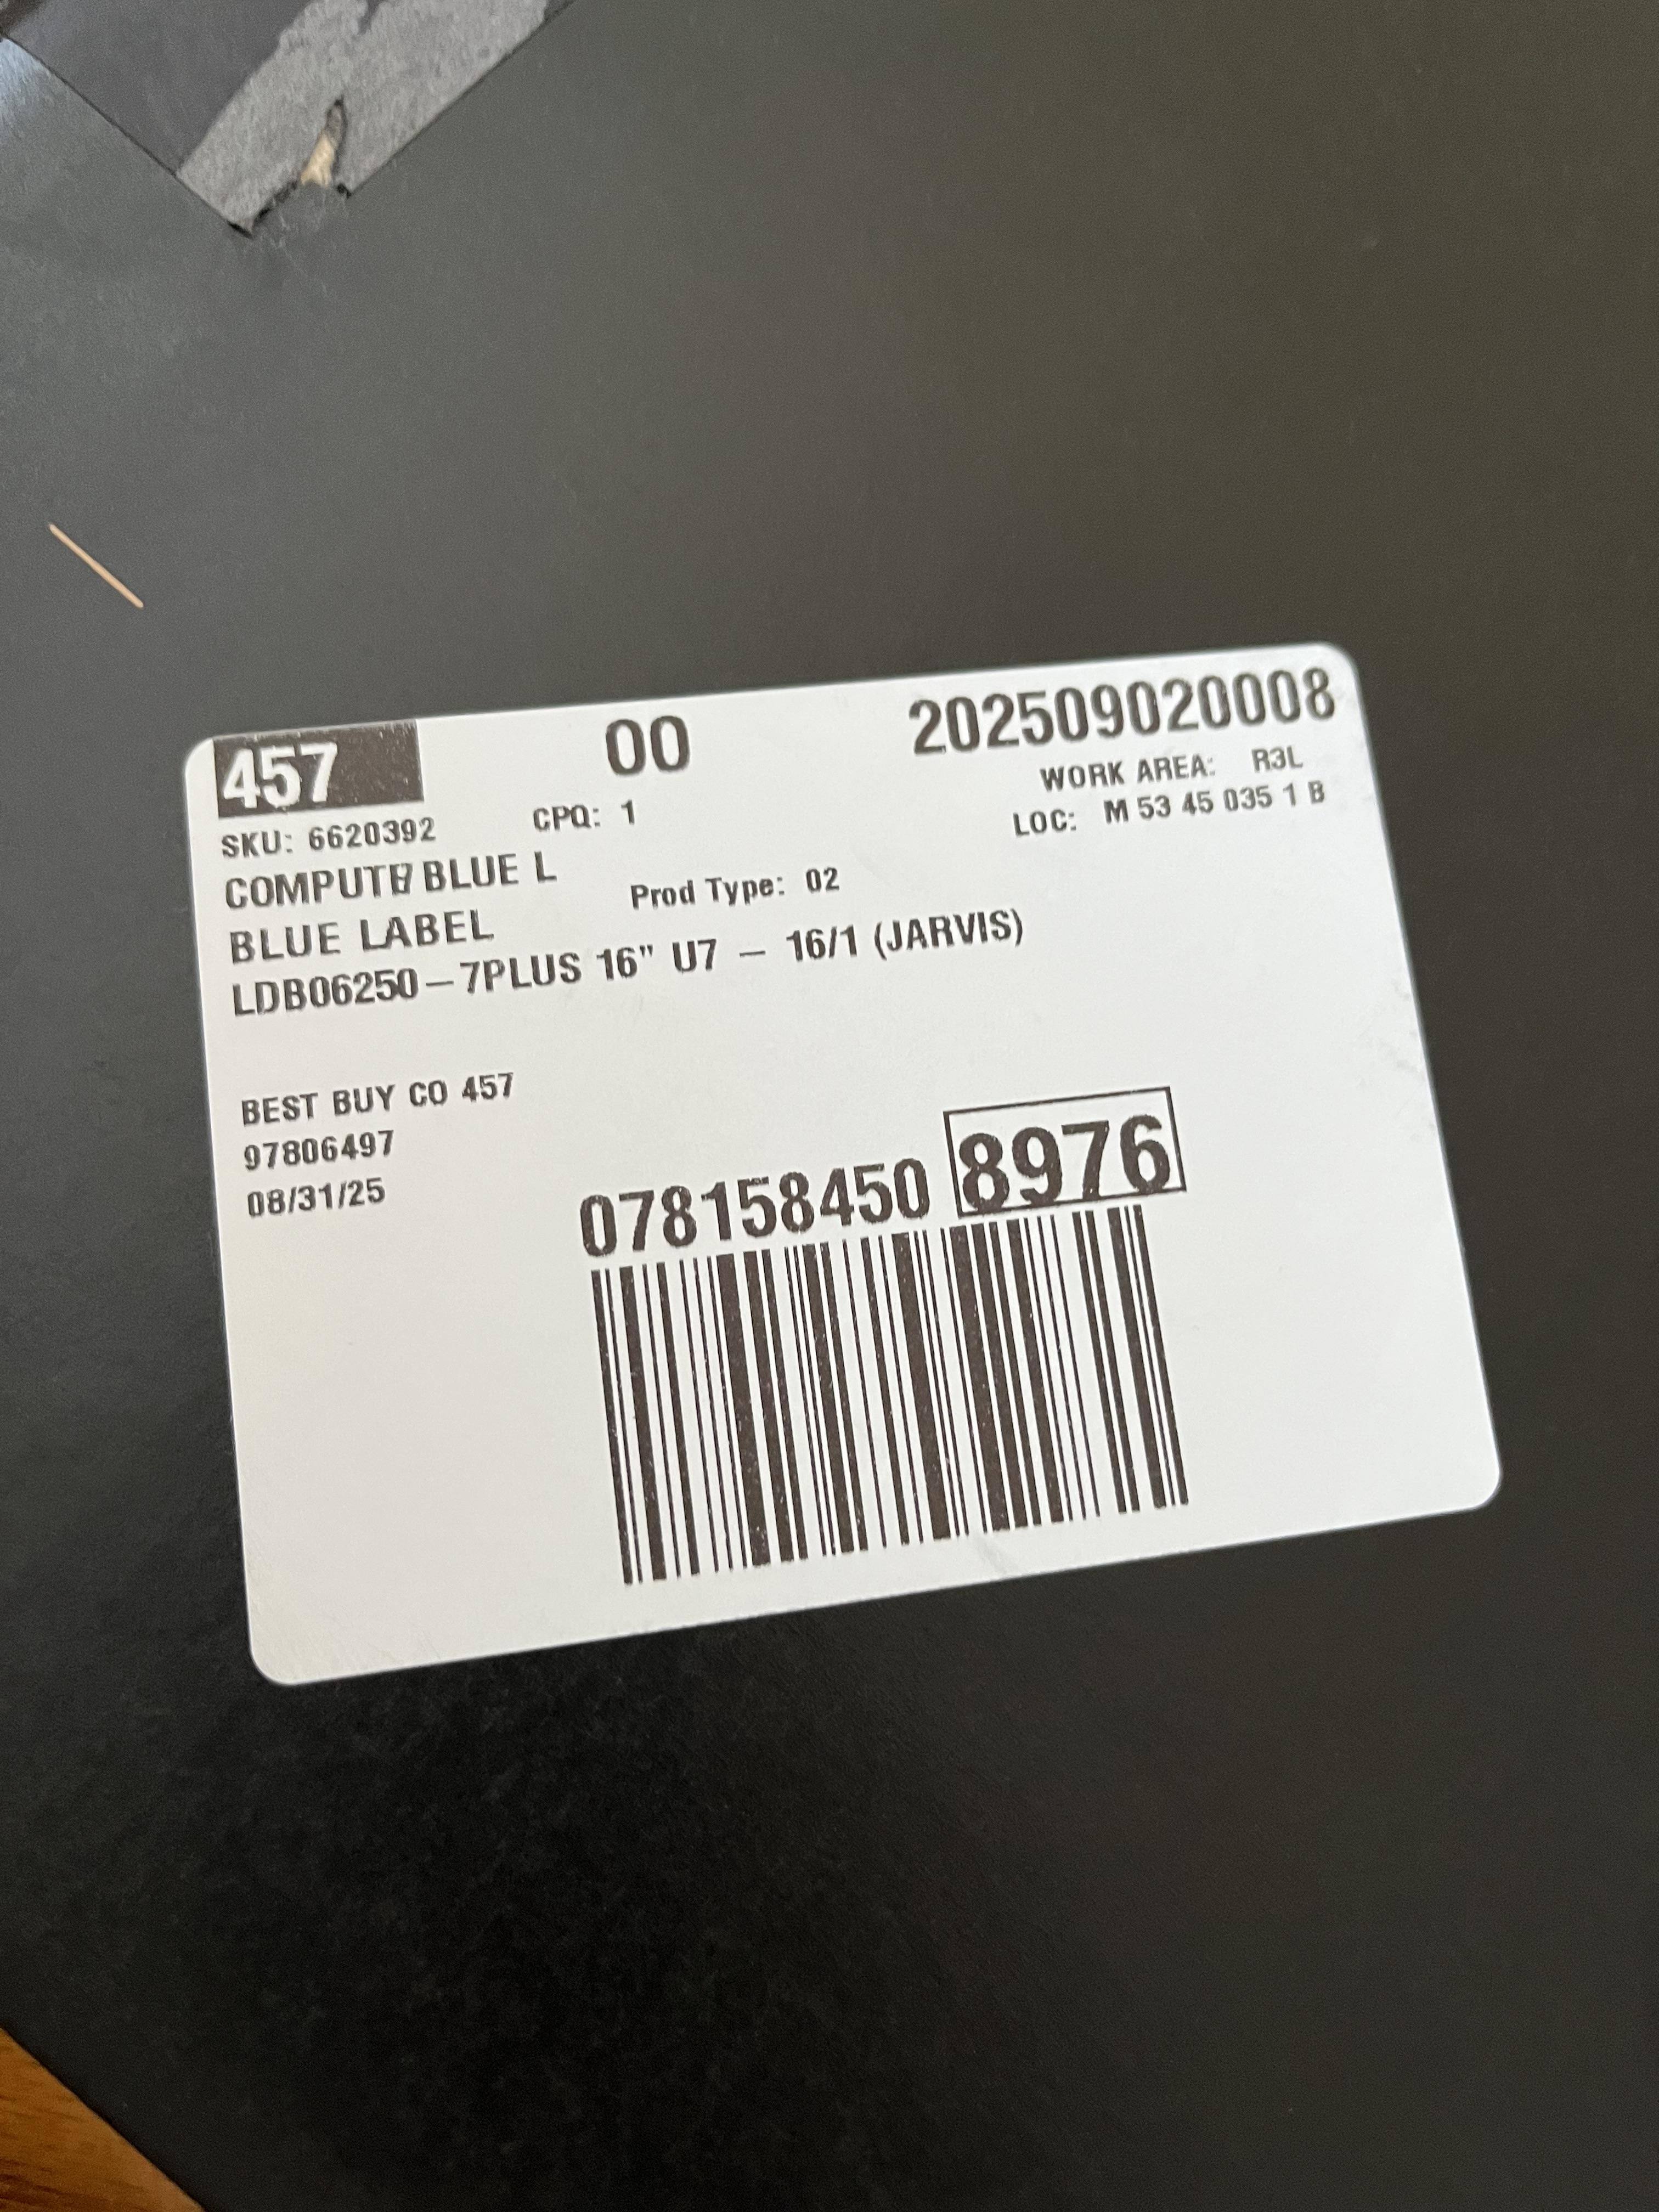 457 00 202509020008
SKU: 6620392 CPQ: 1 WORK AREA: R3L
LOC: M 53 45 035 1 B
BLUE L
Prod Type: 02
BLUE LABEL
LDB06250-7PLUS 16" U7 - 16/1 (JARVIS)
BEST BUY CO 457
97806497
08/31/25
078158450 8976